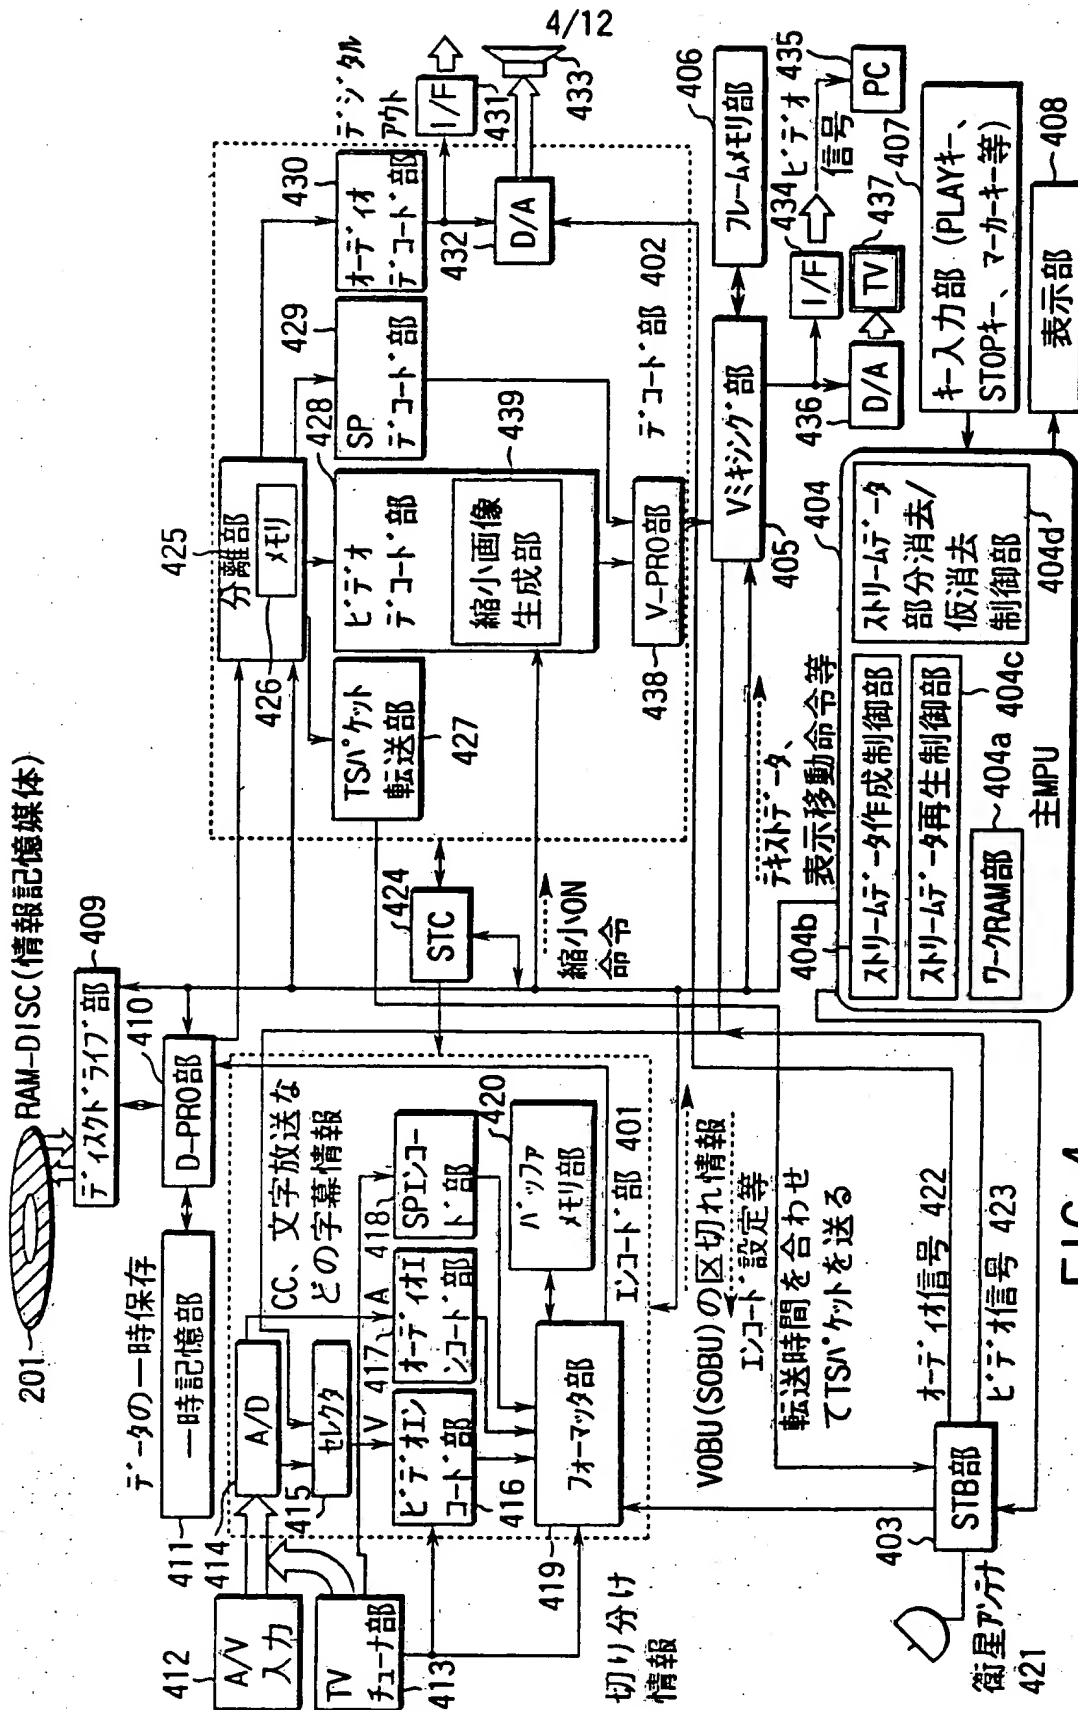 4/12
201
RAM-DISC(情報記憶媒体)
ディスクドライブ部
409
D-PRO部
410
データの一時保存
一時記憶部
411
A/V
入力
412
TV
チューナ部
413
A/D
414
セレクタ
415
CC、文字放送な
どの字幕情報
V
A
ビデオエン
コード部
416
オーディオエ
ンコード部
417
SPエンコー
ド部
418
フォーマッタ部
419
バッファ
メモリ部
420
エンコード部 401
切り分け
情報
STC
424
縮小ON
命令
分離部
425
メモリ
426
TSパケット
転送部
427
ビデオ
デコード部
428
縮小画像
生成部
439
SP
デコード部
429
オーディオ
デコード部
430
デコード部 402
V-PRO部
438
デジタル
アウト
I/F
431
D/A
432
433
Vミキシング部
405
フレームメモリ部
406
I/F
434
ビデオ
信号
PC
435
D/A
436
TV
437
キー入力部 (PLAYキー、
STOPキー、マーカーキー等)
407
表示部
408
テキストデータ、
表示移動命令等
404
ストリームデータ作成制御部
404b
ストリームデータ再生制御部
404c
ワークRAM部
404a
ストリームデータ
部分消去/
仮消去
制御部
404d
主MPU
VOBU(SOBU)の区切れ情報
エンコード設定等
転送時間を合わせ
てTSパケットを送る
オーディオ信号 422
ビデオ信号 423
STB部
403
衛星アンテナ
421
FIG.4